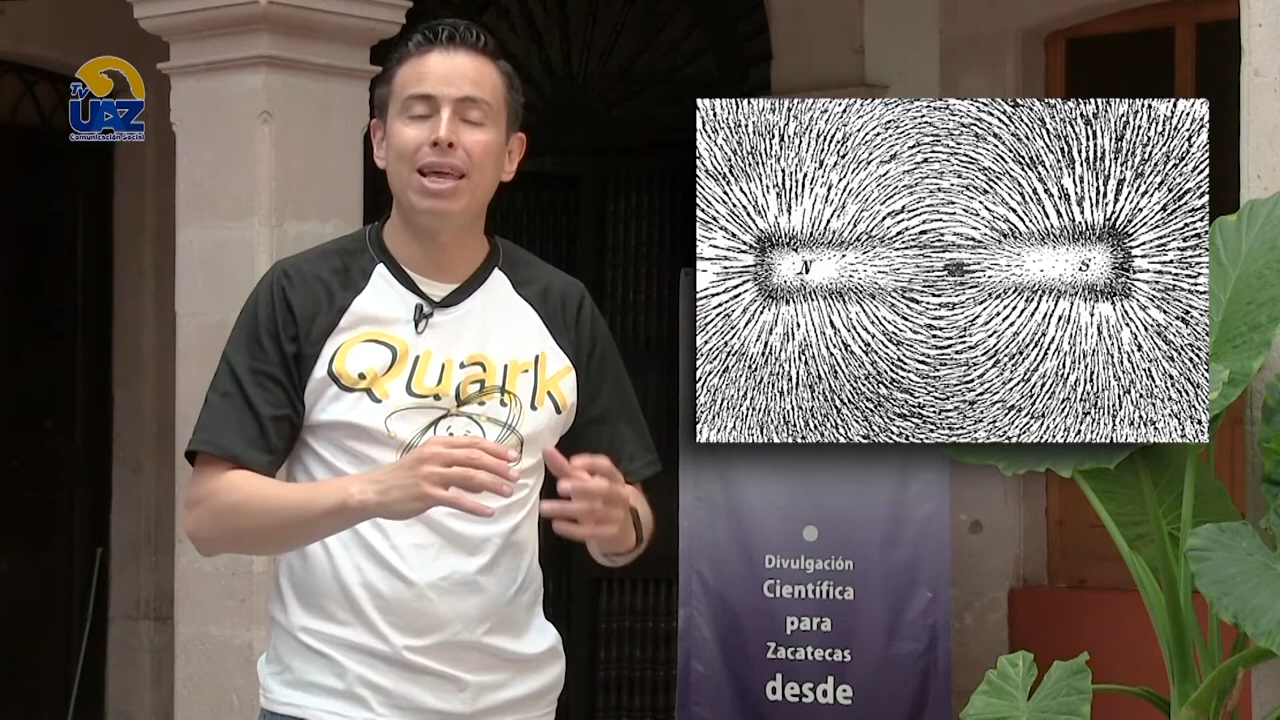 TV
UAZ
Comunicación Social
Quark
N
S
Divulgación
Científica
para
Zacatecas
desde